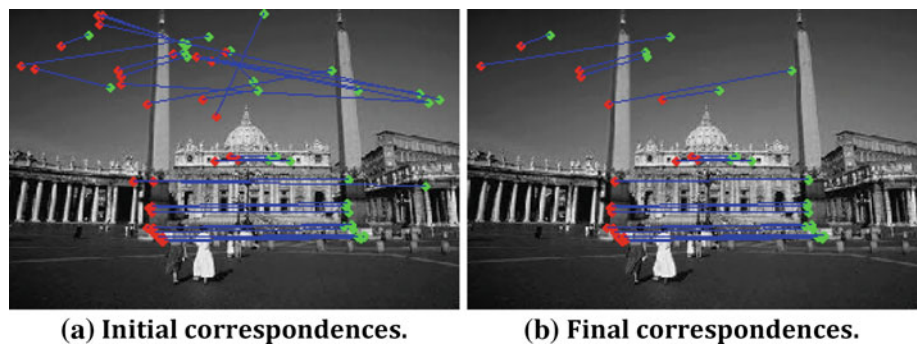 (a) Initial correspondences.
(b) Final correspondences.